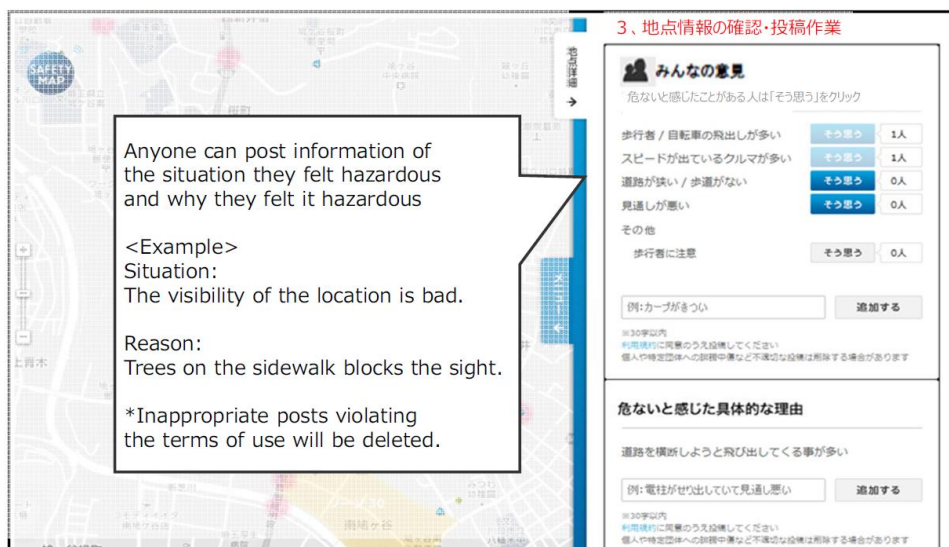 3、地点情報の確認・投稿作業
SAFETY
MAP
地点詳細
みんなの意見
危ないと感じたことがある人は「そう思う」をクリック
歩行者 / 自転車の飛出しが多い そう思う 1人
スピードが出ているクルマが多い そう思う 1人
道路が狭い / 歩道がない そう思う 0人
見通しが悪い そう思う 0人
その他
歩行者に注意 そう思う 0人
例:カーブがきつい 追加する
※30字以内
利用規約に同意のうえ投稿してください
個人や特定団体への誹謗中傷など不適切な投稿は削除する場合があります
危ないと感じた具体的な理由
道路を横断しようと飛び出してくる事が多い
例:電柱がせり出していて見通し悪い 追加する
※30字以内
利用規約に同意のうえ投稿してください
個人や特定団体への誹謗中傷など不適切な投稿は削除する場合があります
Anyone can post information of
the situation they felt hazardous
and why they felt it hazardous
<Example>
Situation:
The visibility of the location is bad.
Reason:
Trees on the sidewalk blocks the sight.
*Inappropriate posts violating
the terms of use will be deleted.
上青木
南鳩ヶ谷